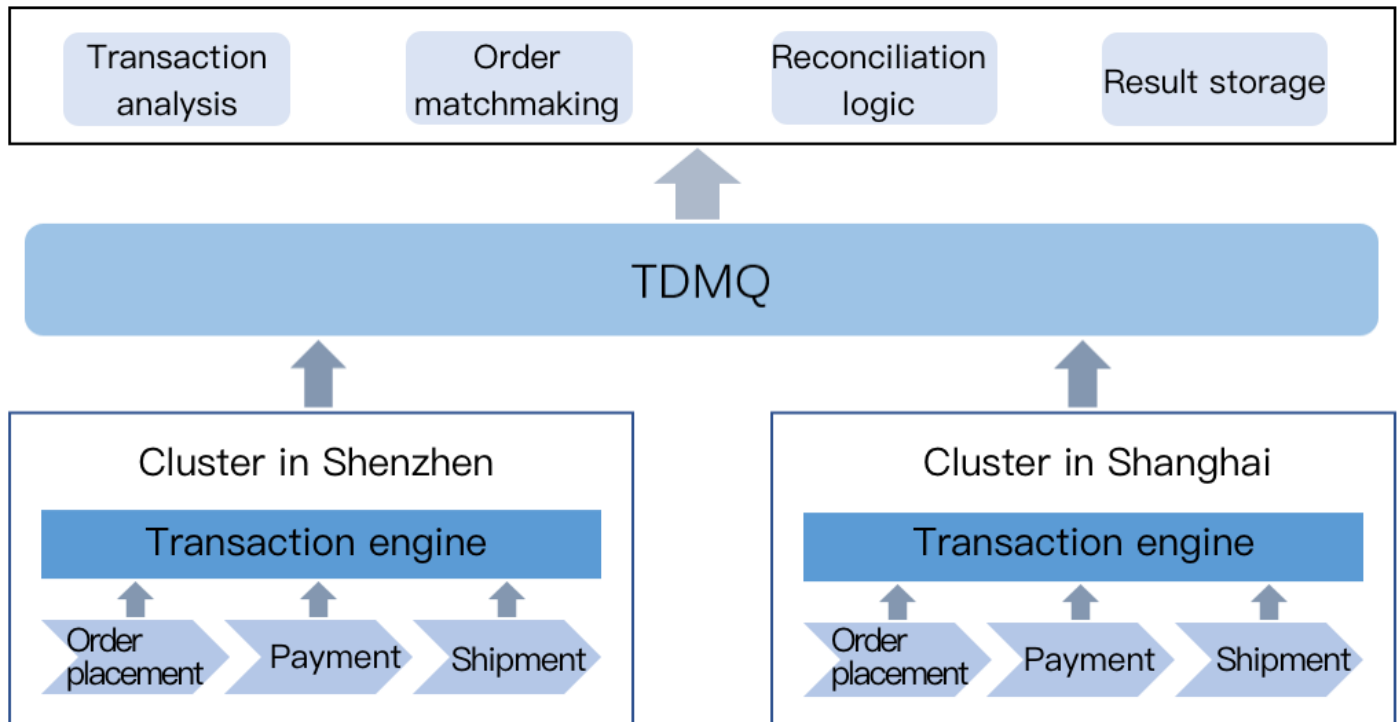 Transaction
analysis
Order
matchmaking
Reconciliation
logic
Result storage
TDMQ
Cluster in Shenzhen
Transaction engine
Order
placement
Payment
Shipment
Cluster in Shanghai
Transaction engine
Order
placement
Payment
Shipment